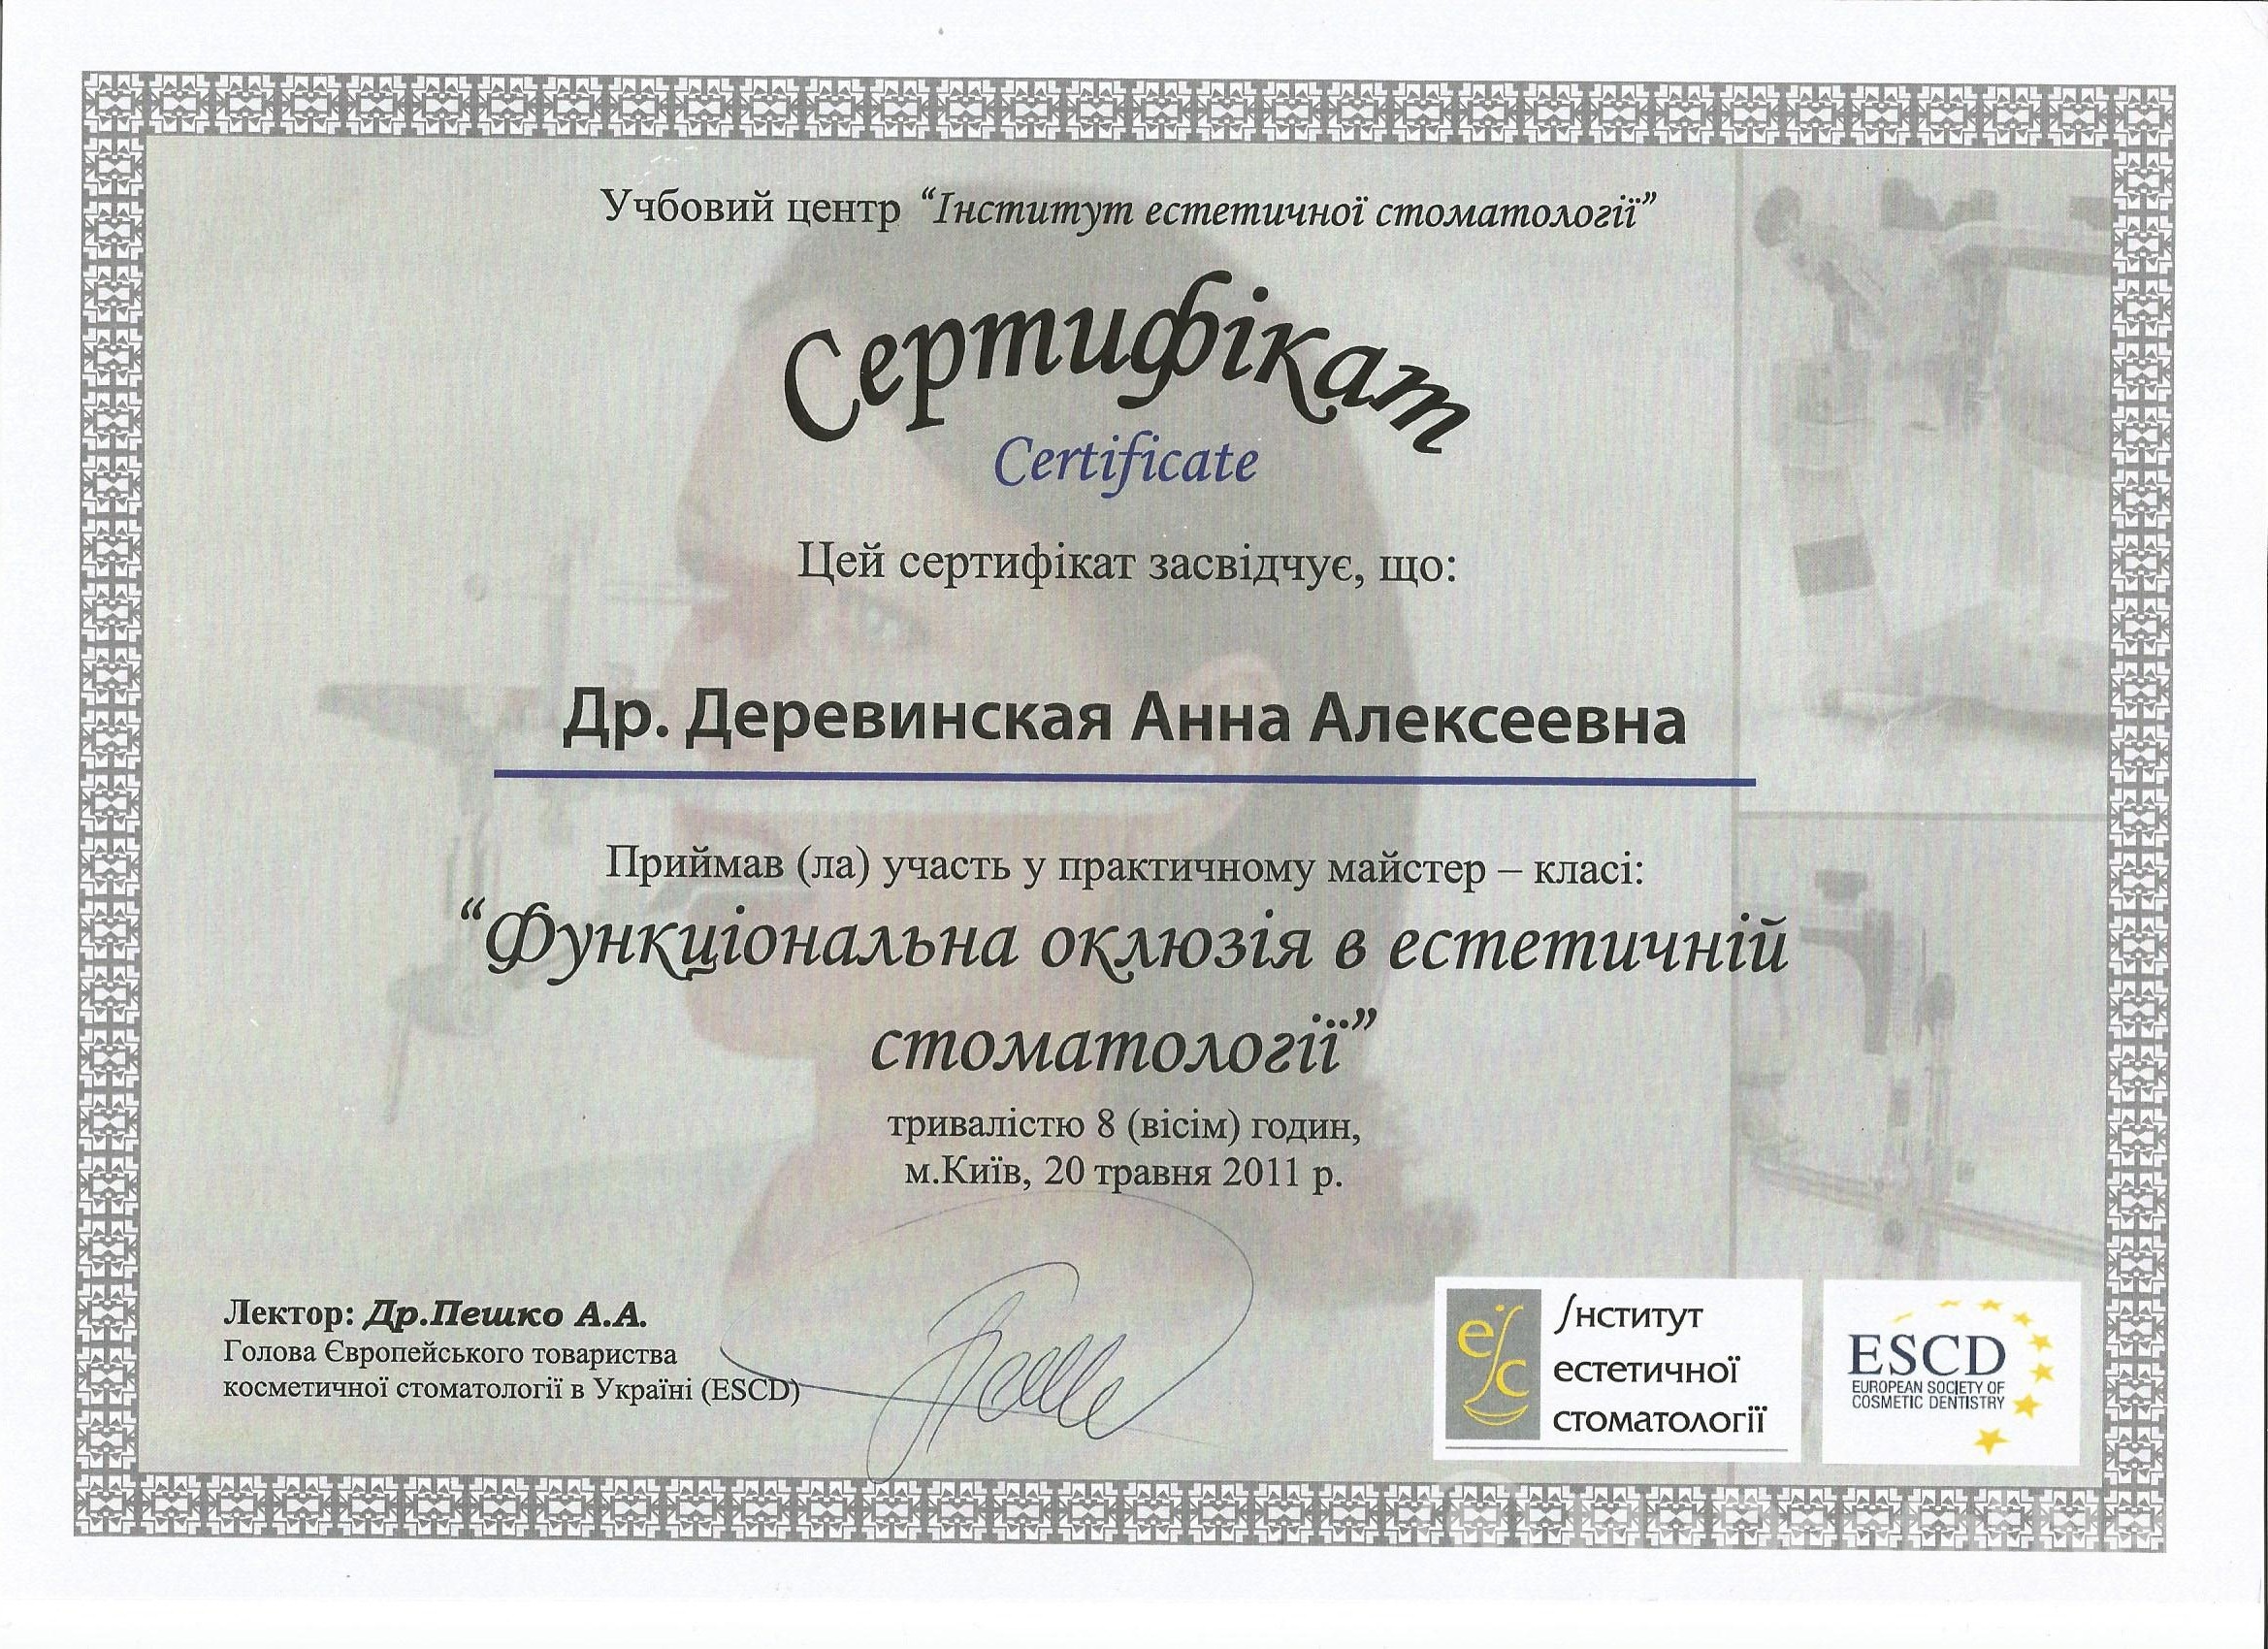 Учбовий центр “Інститут естетичної стоматології”
Сертифікат
Certificate
Цей сертифікат засвідчує, що:
Др. Деревинская Анна Алексеевна
Приймав (ла) участь у практичному майстер – класі:
“Функціональна оклюзія в естетичній
стоматології”
тривалістю 8 (вісім) годин,
м.Київ, 20 травня 2011 р.
Лектор: Др.Пешко А.А.
Голова Європейського товариства
косметичної стоматології в Україні (ESCD)
Інститут
естетичної
стоматології
ESCD
EUROPEAN SOCIETY OF
COSMETIC DENTISTRY